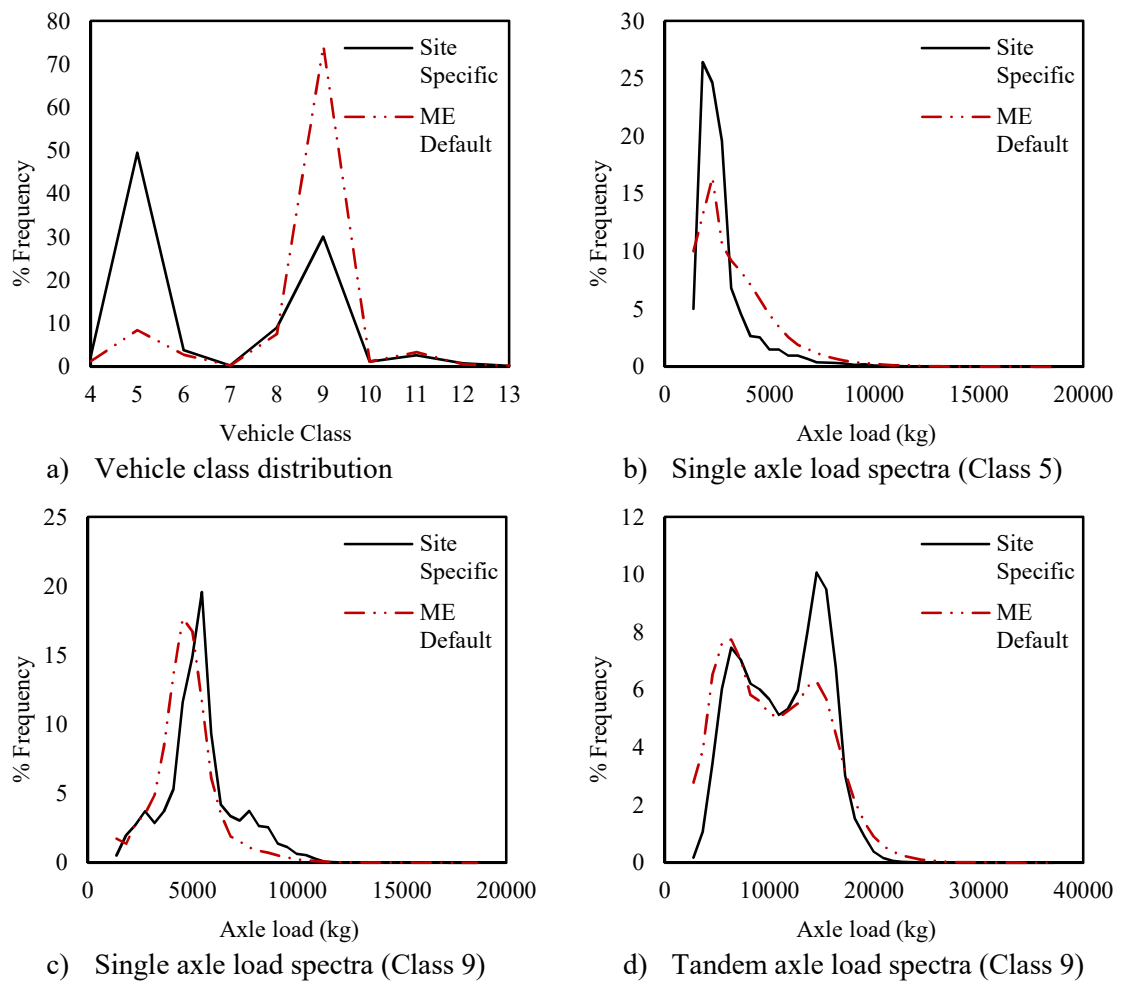 80
70
60
50
40
30
20
10
0
% Frequency
4 5 6 7 8 9 10 11 12 13
Vehicle Class
Site
Specific
ME
Default
a) Vehicle class distribution
30
25
20
15
10
5
0
% Frequency
0 5000 10000 15000 20000
Axle load (kg)
Site
Specific
ME
Default
b) Single axle load spectra (Class 5)
25
20
15
10
5
0
% Frequency
0 5000 10000 15000 20000
Axle load (kg)
Site
Specific
ME
Default
c) Single axle load spectra (Class 9)
12
10
8
6
4
2
0
% Frequency
0 10000 20000 30000 40000
Axle load (kg)
Site
Specific
ME
Default
d) Tandem axle load spectra (Class 9)